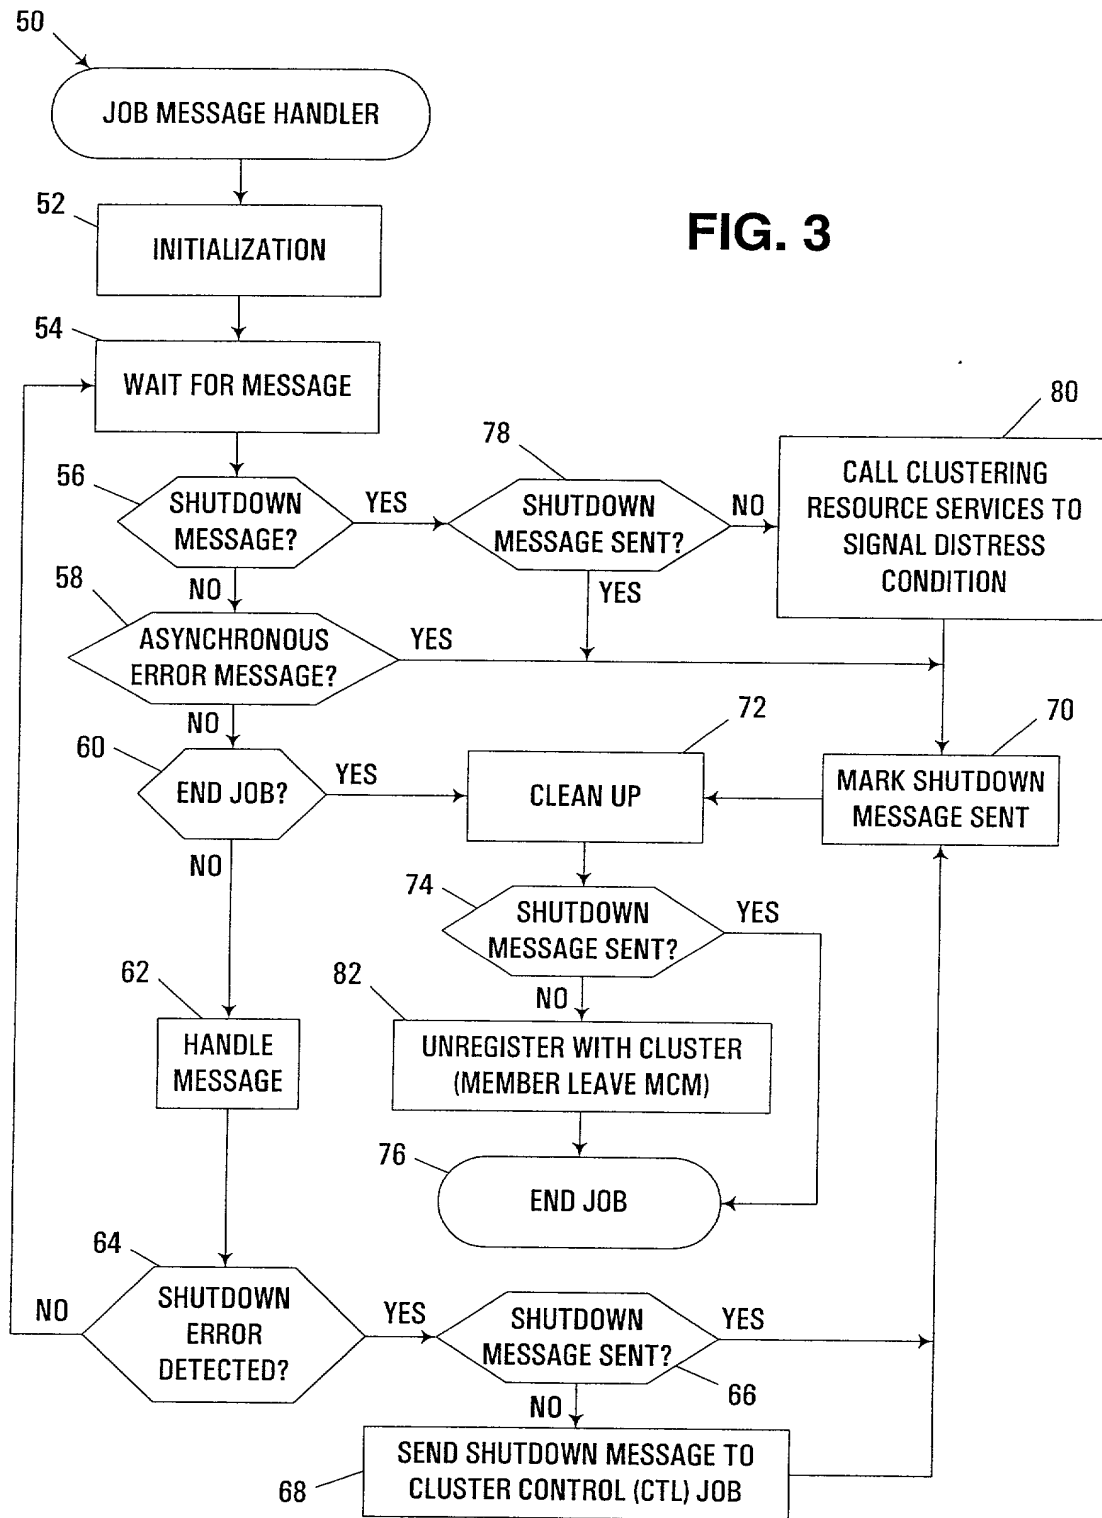 50
JOB MESSAGE HANDLER
52
INITIALIZATION
FIG. 3
54
WAIT FOR MESSAGE
56
SHUTDOWN
MESSAGE?
YES
NO
78
SHUTDOWN
MESSAGE SENT?
NO
YES
80
CALL CLUSTERING
RESOURCE SERVICES TO
SIGNAL DISTRESS
CONDITION
58
ASYNCHRONOUS
ERROR MESSAGE?
YES
NO
60
END JOB?
YES
NO
72
CLEAN UP
70
MARK SHUTDOWN
MESSAGE SENT
74
SHUTDOWN
MESSAGE SENT?
YES
NO
82
UNREGISTER WITH CLUSTER
(MEMBER LEAVE MCM)
76
END JOB
62
HANDLE
MESSAGE
64
SHUTDOWN
ERROR
DETECTED?
NO
YES
SHUTDOWN
MESSAGE SENT?
YES
66
NO
SEND SHUTDOWN MESSAGE TO
CLUSTER CONTROL (CTL) JOB
68